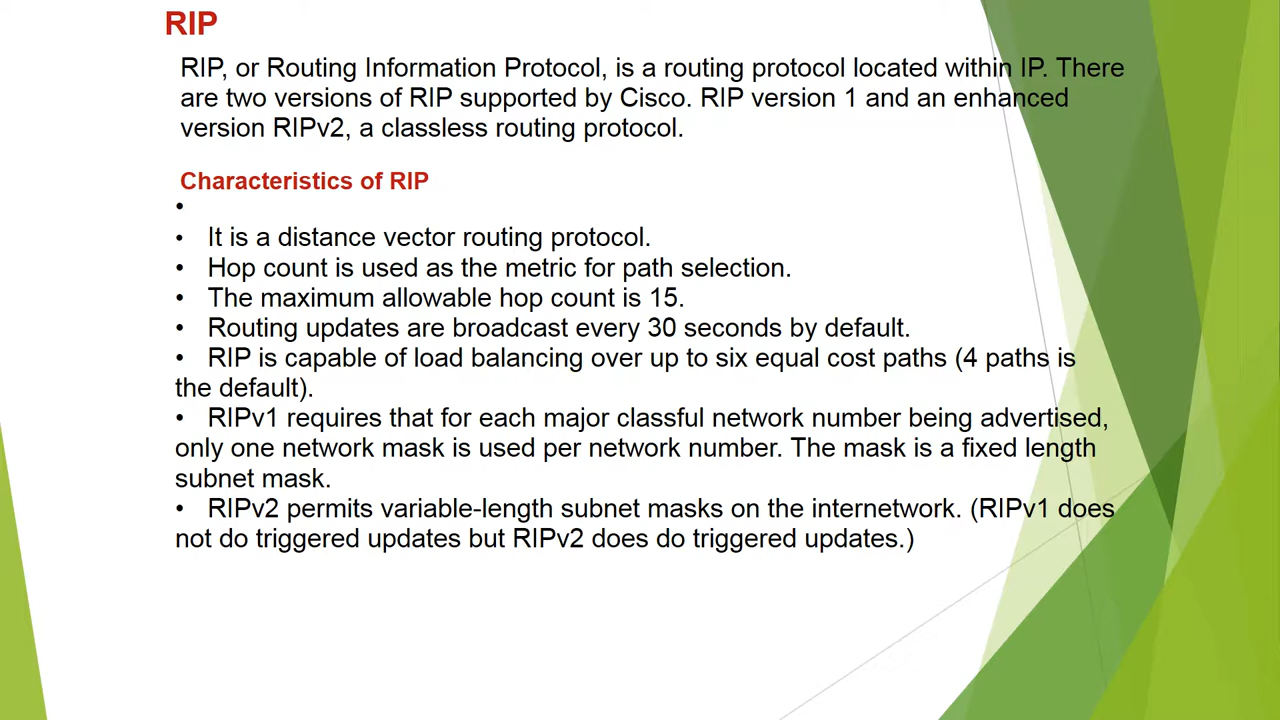 RIP
RIP, or Routing Information Protocol, is a routing protocol located within IP. There
are two versions of RIP supported by Cisco. RIP version 1 and an enhanced
version RIPv2, a classless routing protocol.
Characteristics of RIP
•
• It is a distance vector routing protocol.
• Hop count is used as the metric for path selection.
• The maximum allowable hop count is 15.
• Routing updates are broadcast every 30 seconds by default.
• RIP is capable of load balancing over up to six equal cost paths (4 paths is
the default).
• RIPv1 requires that for each major classful network number being advertised,
only one network mask is used per network number. The mask is a fixed length
subnet mask.
• RIPv2 permits variable-length subnet masks on the internetwork. (RIPv1 does
not do triggered updates but RIPv2 does do triggered updates.)